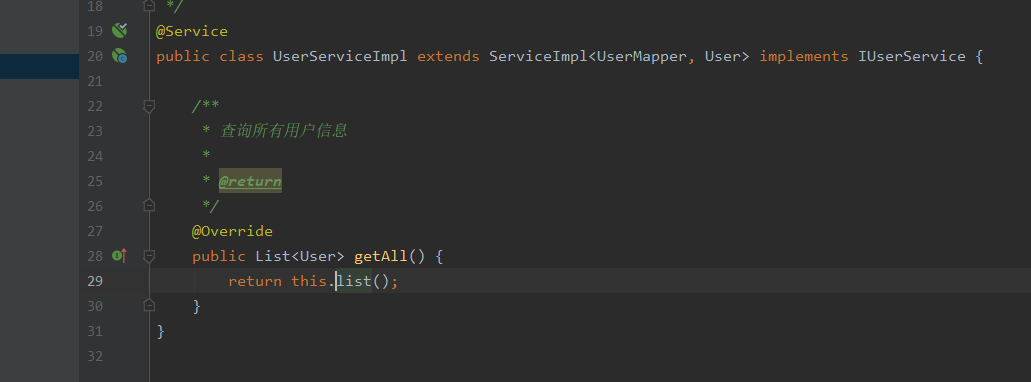 18 */
19 @Service
20 public class UserServiceImpl extends ServiceImpl<UserMapper, User> implements IUserService {
21
22 /**
23 * 查询所有用户信息
24 *
25 * @return
26 */
27 @Override
28 public List<User> getAll() {
29 return this.list();
30 }
31 }
32